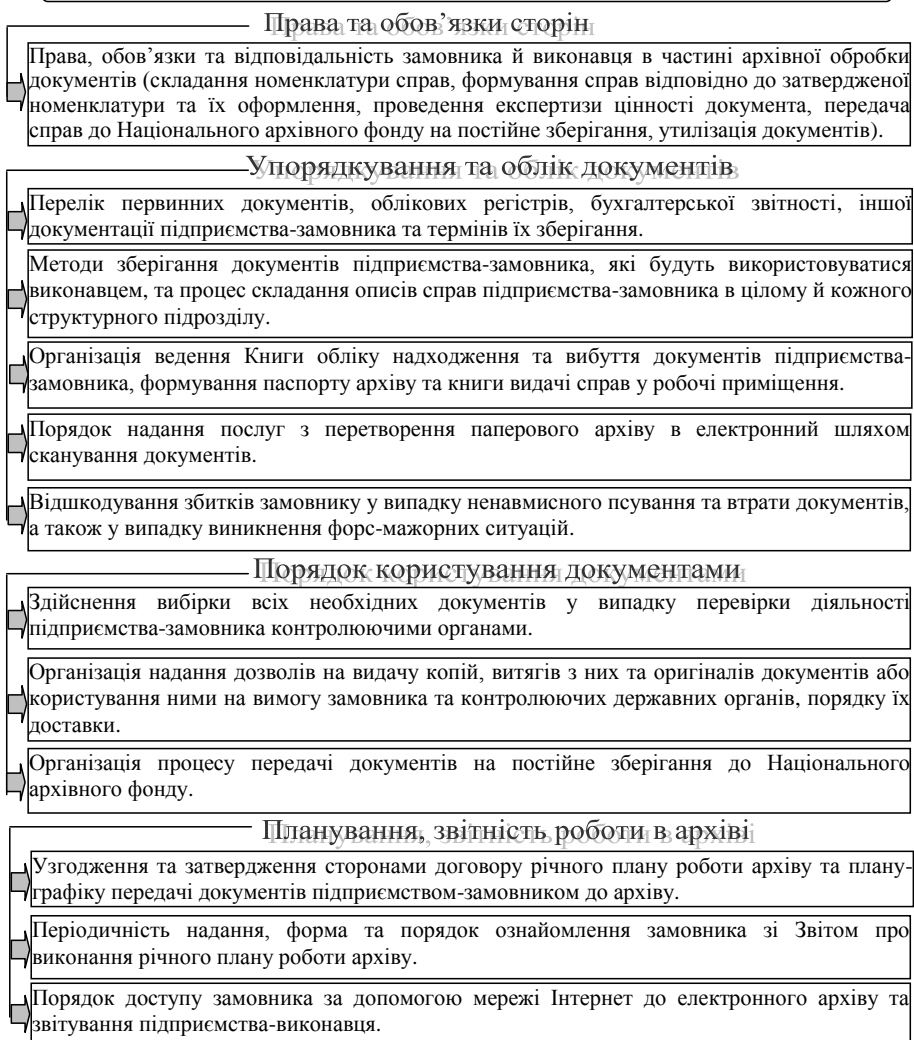 Права та обов’язки сторін
Права, обов’язки та відповідальність замовника й виконавця в частині архівної обробки
документів (складання номенклатури справ, формування справ відповідно до затвердженої
номенклатури та їх оформлення, проведення експертизи цінності документа, передача
справ до Національного архівного фонду на постійне зберігання, утилізація документів).
Упорядкування та облік документів
Перелік первинних документів, облікових регістрів, бухгалтерської звітності, іншої
документації підприємства-замовника та термінів їх зберігання.
Методи зберігання документів підприємства-замовника, які будуть використовуватися
виконавцем, та процес складання описів справ підприємства-замовника в цілому й кожного
структурного підрозділу.
Організація ведення Книги обліку надходження та вибуття документів підприємства-
замовника, формування паспорту архіву та книги видачі справ у робочі приміщення.
Порядок надання послуг з перетворення паперового архіву в електронний шляхом
сканування документів.
Відшкодування збитків замовнику у випадку ненавмисного псування та втрати документів,
а також у випадку виникнення форс-мажорних ситуацій.
Порядок користування документами
Здійснення вибірки всіх необхідних документів у випадку перевірки діяльності
підприємства-замовника контролюючими органами.
Організація надання дозволів на видачу копій, витягів з них та оригіналів документів або
користування ними на вимогу замовника та контролюючих державних органів, порядку їх
доставки.
Організація процесу передачі документів на постійне зберігання до Національного
архівного фонду.
Планування, звітність роботи в архіві
Узгодження та затвердження сторонами договору річного плану роботи архіву та плану-
графіку передачі документів підприємством-замовником до архіву.
Періодичність надання, форма та порядок ознайомлення замовника зі Звітом про
виконання річного плану роботи архіву.
Порядок доступу замовника за допомогою мережі Інтернет до електронного архіву та
звітування підприємства-виконавця.